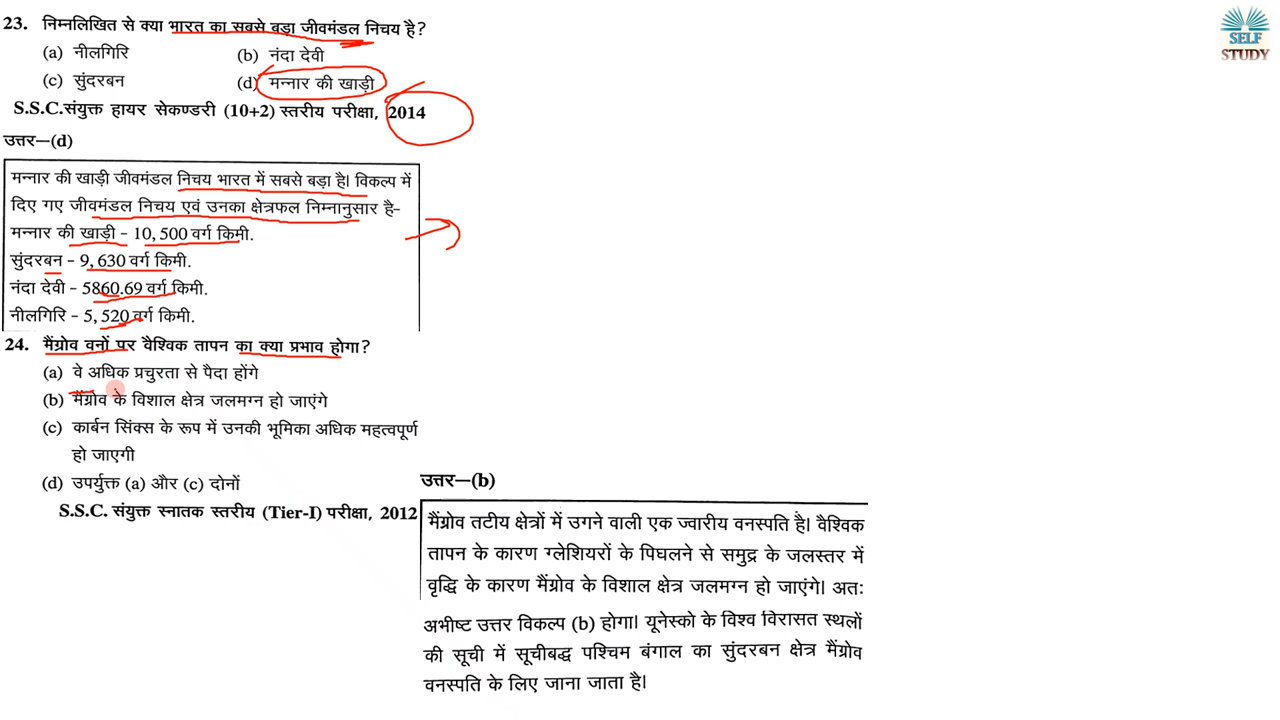 23. निम्नलिखित से क्या भारत का सबसे बड़ा जीवमंडल निचय है?
(a) नीलगिरि (b) नंदा देवी
(c) सुंदरबन (d) मन्नार की खाड़ी
S.S.C.संयुक्त हायर सेकण्डरी (10+2) स्तरीय परीक्षा, 2014
उत्तर—(d)
मन्नार की खाड़ी जीवमंडल निचय भारत में सबसे बड़ा है। विकल्प में
दिए गए जीवमंडल निचय एवं उनका क्षेत्रफल निम्नानुसार है–
मन्नार की खाड़ी – 10,500 वर्ग किमी.
सुंदरबन – 9,630 वर्ग किमी.
नंदा देवी – 5860.69 वर्ग किमी.
नीलगिरि – 5,520 वर्ग किमी.
24. मैंग्रोव वनों पर वैश्विक तापन का क्या प्रभाव होगा?
(a) वे अधिक प्रचुरता से पैदा होंगे
(b) मैंग्रोव के विशाल क्षेत्र जलमग्न हो जाएंगे
(c) कार्बन सिंक्स के रूप में उनकी भूमिका अधिक महत्वपूर्ण
हो जाएगी
(d) उपर्युक्त (a) और (c) दोनों
S.S.C. संयुक्त स्नातक स्तरीय (Tier-I) परीक्षा, 2012
उत्तर—(b)
मैंग्रोव तटीय क्षेत्रों में उगने वाली एक ज्वारीय वनस्पति है। वैश्विक
तापन के कारण ग्लेशियरों के पिघलने से समुद्र के जलस्तर में
वृद्धि के कारण मैंग्रोव के विशाल क्षेत्र जलमग्न हो जाएंगे। अतः
अभीष्ट उत्तर विकल्प (b) होगा। यूनेस्को के विश्व विरासत स्थलों
की सूची में सूचीबद्ध पश्चिम बंगाल का सुंदरबन क्षेत्र मैंग्रोव
वनस्पति के लिए जाना जाता है।
SELF
STUDY